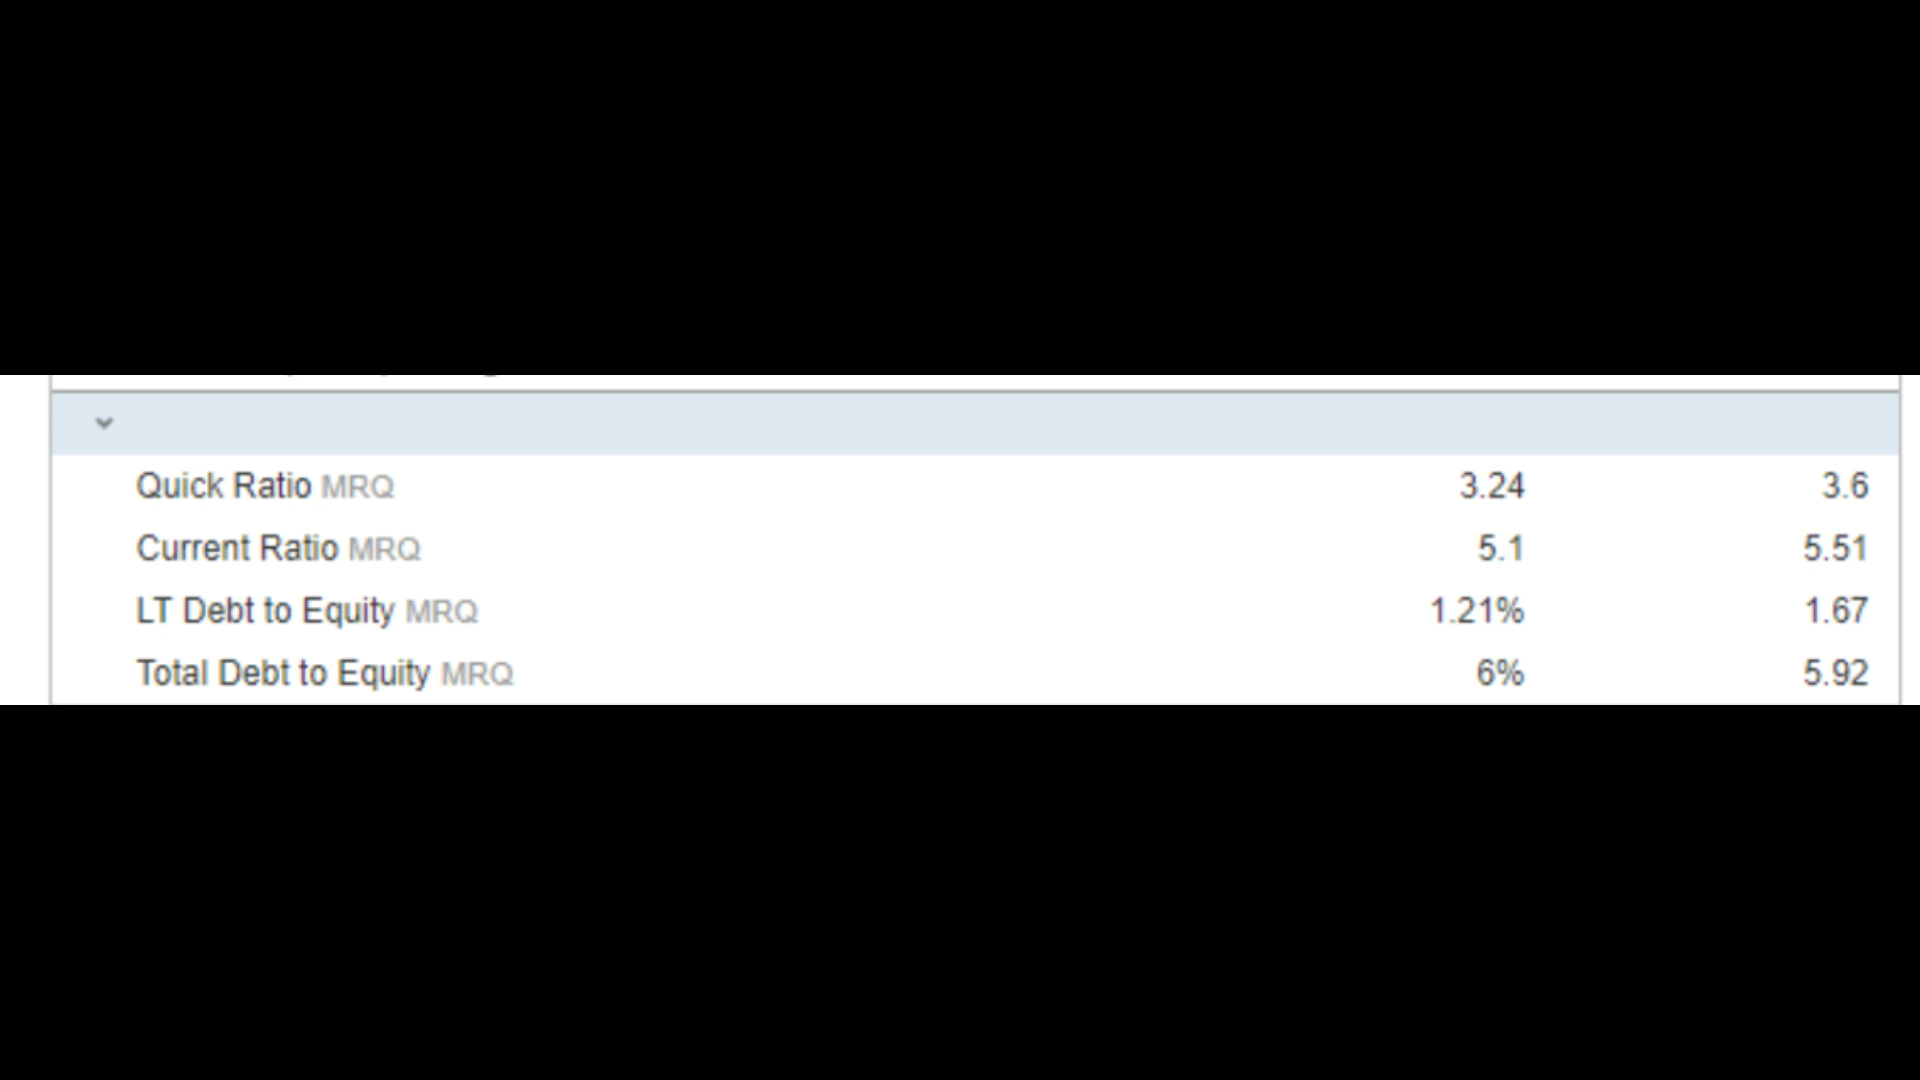 Quick Ratio MRQ 3.24 3.6
Current Ratio MRQ 5.1 5.51
LT Debt to Equity MRQ 1.21% 1.67
Total Debt to Equity MRQ 6% 5.92